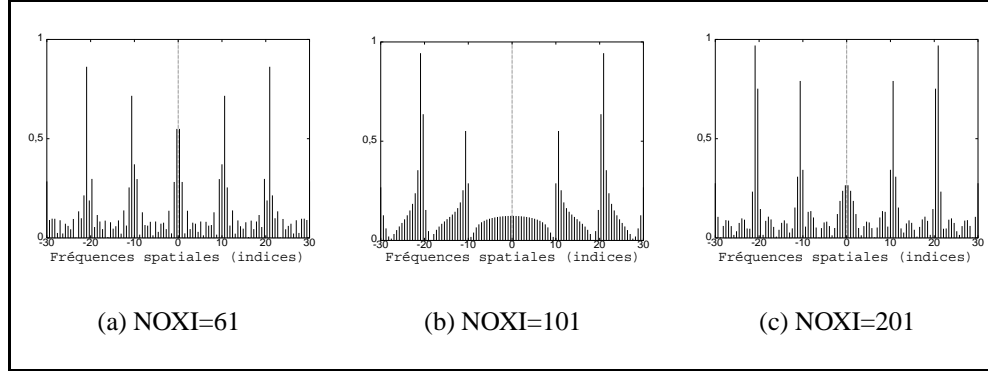 1
0,5
0
-30 -20 -10 0 10 20 30
Fréquences spatiales (indices)
(a) NOXI=61
1
0,5
0
-30 -20 -10 0 10 20 30
Fréquences spatiales (indices)
(b) NOXI=101
1
0,5
0
-30 -20 -10 0 10 20 30
Fréquences spatiales (indices)
(c) NOXI=201